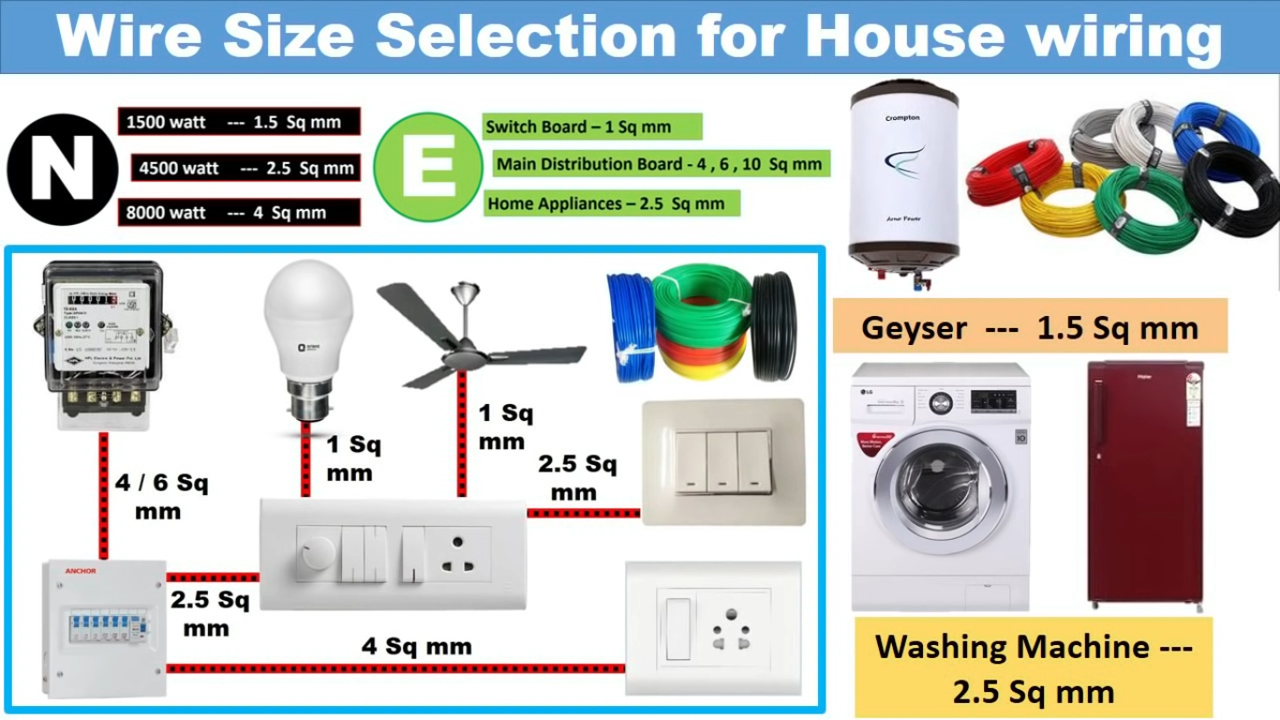 Wire Size Selection for House wiring
N
1500 watt --- 1.5 Sq mm
4500 watt --- 2.5 Sq mm
8000 watt --- 4 Sq mm
E
Switch Board – 1 Sq mm
Main Distribution Board - 4 , 6 , 10 Sq mm
Home Appliances – 2.5 Sq mm
Crompton
Arno Power
Geyser --- 1.5 Sq mm
4 / 6 Sq
mm
1 Sq
mm
1 Sq
mm
2.5 Sq
mm
ANCHOR
2.5 Sq
mm
4 Sq mm
LG
Haier
Washing Machine ---
2.5 Sq mm